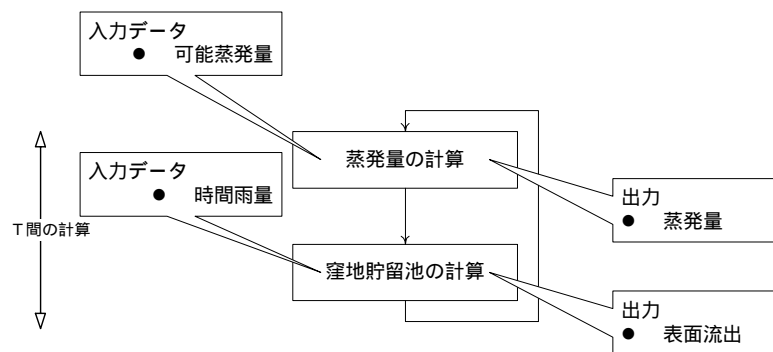 入力データ
● 可能蒸発量
蒸発量の計算
入力データ
● 時間雨量
出力
● 蒸発量
T間の計算
窪地貯留池の計算
出力
● 表面流出